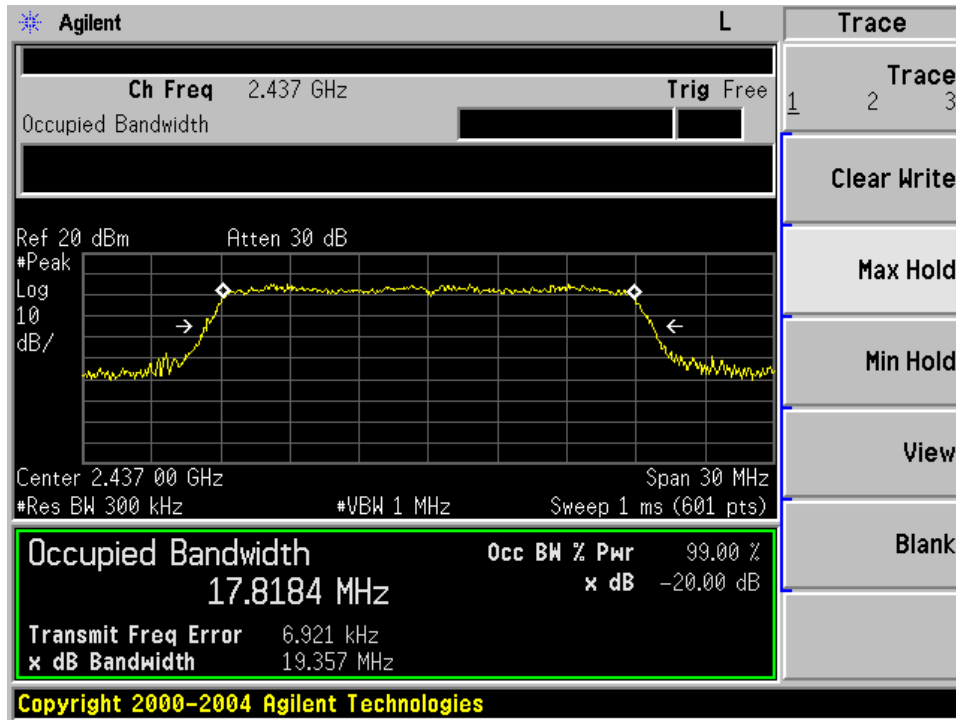 Agilent L Trace
Ch Freq 2.437 GHz Trig Free
Occupied Bandwidth
Ref 20 dBm Atten 30 dB
#Peak
Log
10
dB/
Center 2.437 00 GHz Span 30 MHz
#Res BW 300 kHz #VBW 1 MHz Sweep 1 ms (601 pts)
Occupied Bandwidth
17.8184 MHz
Occ BW % Pwr 99.00 %
x dB -20.00 dB
Transmit Freq Error 6.921 kHz
x dB Bandwidth 19.357 MHz
Copyright 2000-2004 Agilent Technologies
Trace
1 2 3
Clear Write
Max Hold
Min Hold
View
Blank